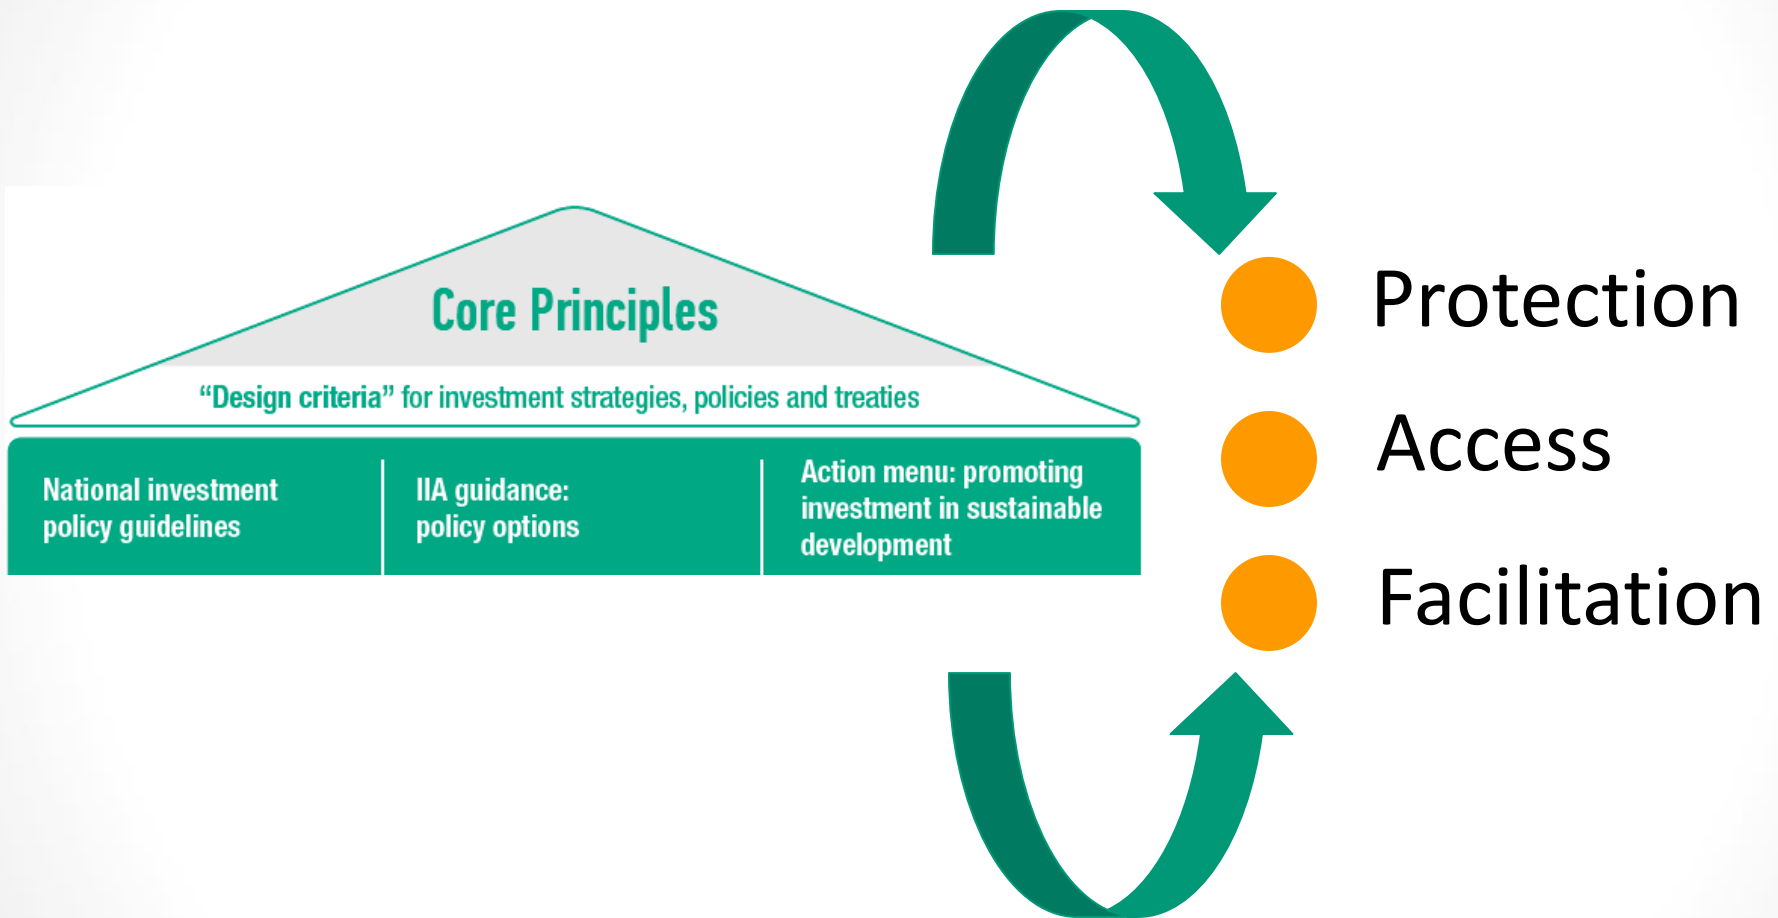 Core Principles
“Design criteria” for investment strategies, policies and treaties
National investment
policy guidelines
IIA guidance:
policy options
Action menu: promoting
investment in sustainable
development
Protection
Access
Facilitation